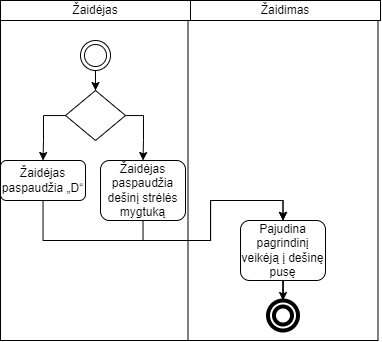 Žaidėjas
Žaidimas
Žaidėjas
paspaudžia „D“
Žaidėjas
paspaudžia
dešinį strėlės
mygtuką
Pajudina
pagrindinį
veikėją į dešinę
pusę